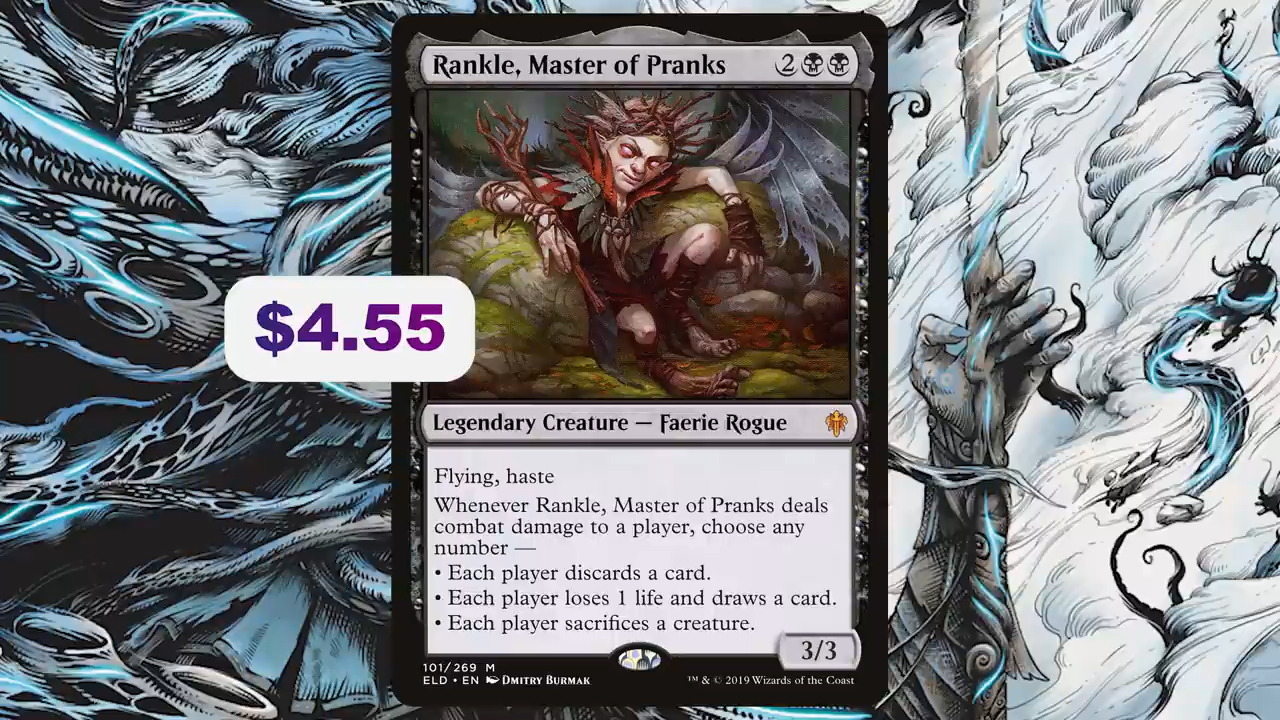 Rankle, Master of Pranks 2
$4.55
Legendary Creature — Faerie Rogue
Flying, haste
Whenever Rankle, Master of Pranks deals
combat damage to a player, choose any
number —
• Each player discards a card.
• Each player loses 1 life and draws a card.
• Each player sacrifices a creature.
3/3
101/269 M
ELD • EN Dmitry Burmak
™ & © 2019 Wizards of the Coast